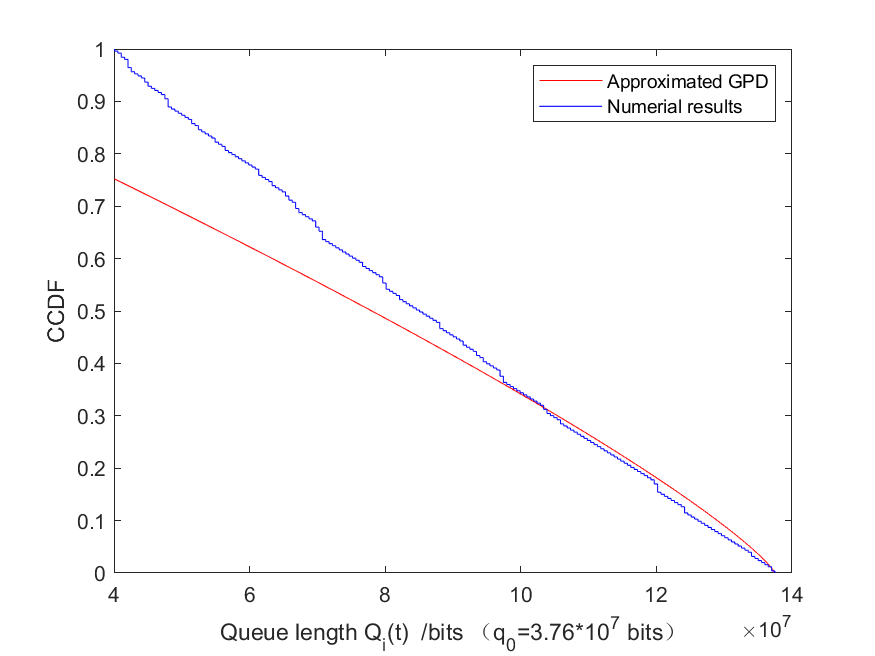 1
0.9
0.8
0.7
0.6
0.5
0.4
0.3
0.2
0.1
0
CCDF
Approximated GPD
Numerial results
4 6 8 10 12 14
×10^7
Queue length Q_i(t) /bits （q_0=3.76*10^7 bits）